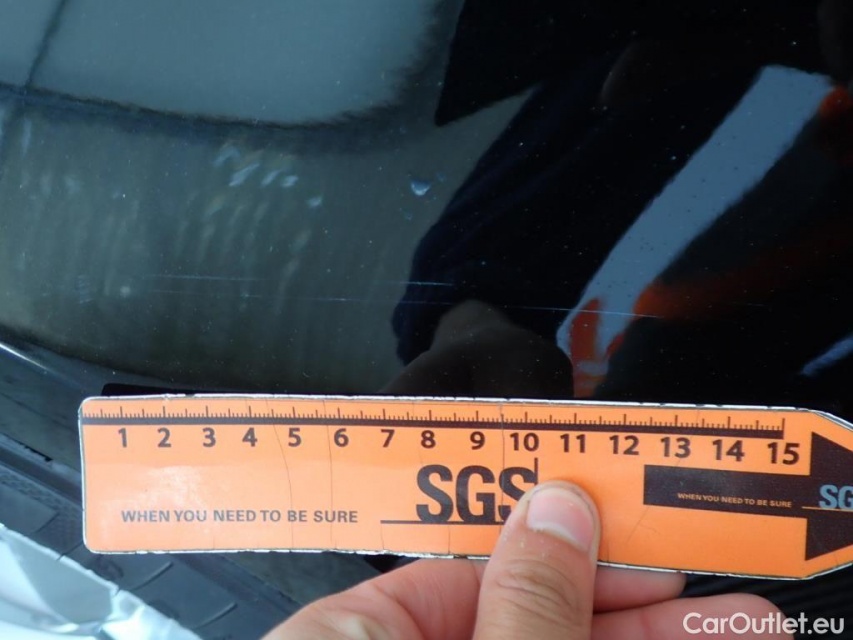 1 2 3 4 5 6 7 8 9 10 11 12 13 14 15
SGS
WHEN YOU NEED TO BE SURE
WHEN YOU NEED TO BE SURE
SG
CarOutlet.eu